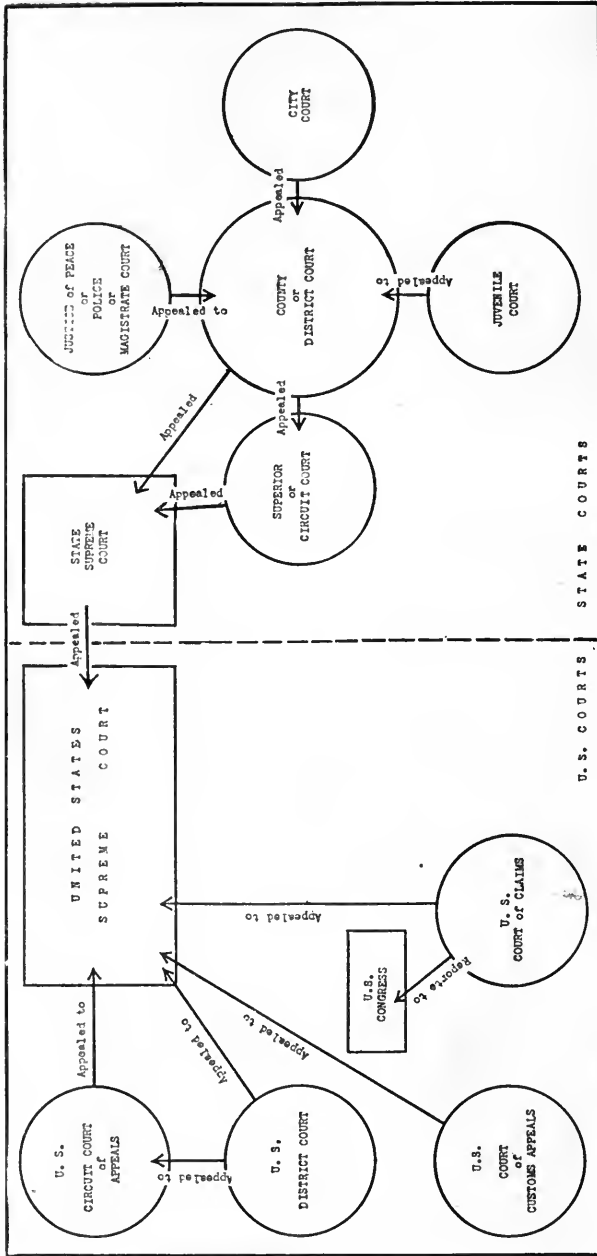 U. S.
CIRCUIT COURT
of
APPEALS
Appealed to
UNITED STATES
SUPREME COURT
Appealed
STATE
SUPREME
COURT
Appealed to
U. S.
DISTRICT COURT
Appealed to
U.S.
COURT
of
CUSTOMS APPEALS
Appealed to
U. S.
COURT of CLAIMS
Appealed to
Reports to
U.S.
CONGRESS
U.S. COURTS
JUSTICE of PEACE
or
POLICE
or
MAGISTRATE COURT
Appealed to
CITY
COURT
Appealed
COUNTY
or
DISTRICT COURT
Appealed
Appealed
SUPERIOR
or
CIRCUIT COURT
Appealed
JUVENILE
COURT
Appealed to
STATE COURTS